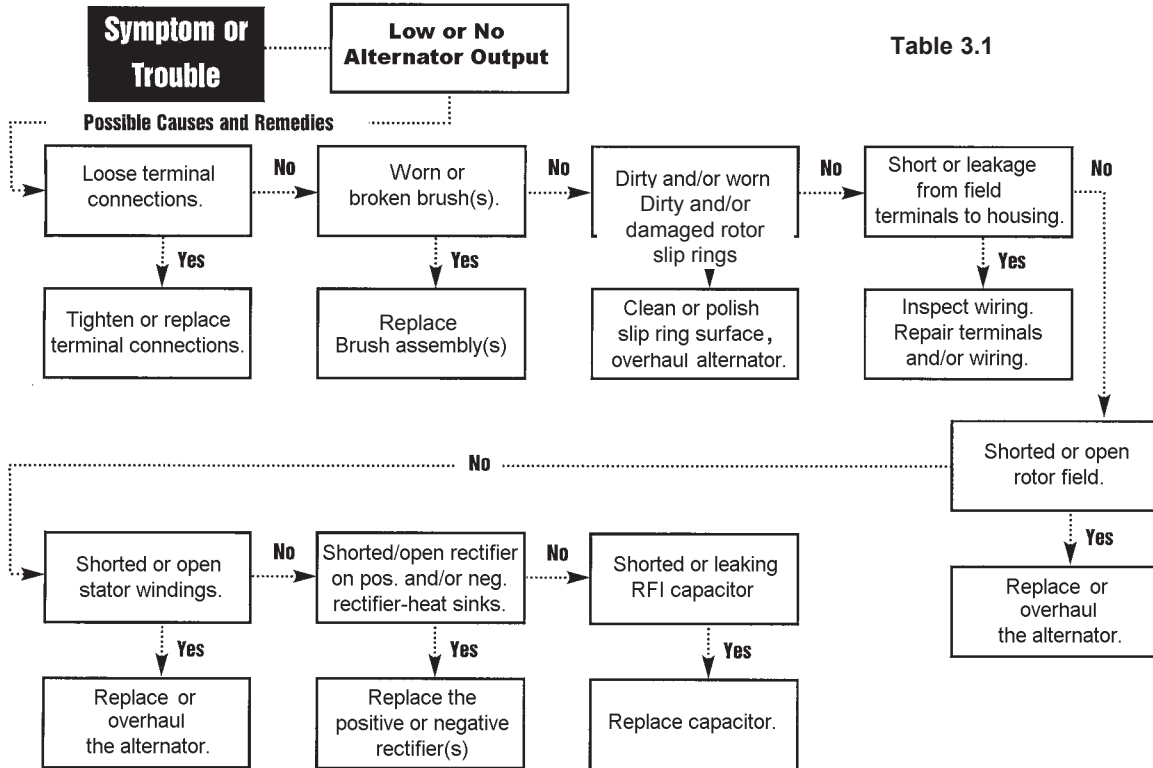 Symptom or
Trouble
Low or No
Alternator Output
Table 3.1
Possible Causes and Remedies
Loose terminal
connections.
No
Worn or
broken brush(s).
No
Dirty and/or worn
Dirty and/or
damaged rotor
slip rings
No
Short or leakage
from field
terminals to housing.
No
Yes
Yes
Yes
Tighten or replace
terminal connections.
Replace
Brush assembly(s)
Clean or polish
slip ring surface,
overhaul alternator.
Inspect wiring.
Repair terminals
and/or wiring.
Shorted or open
rotor field.
No
Yes
Replace or
overhaul
the alternator.
Shorted or open
stator windings.
No
Shorted/open rectifier
on pos. and/or neg.
rectifier-heat sinks.
No
Shorted or leaking
RFI capacitor
Yes
Yes
Yes
Replace or
overhaul
the alternator.
Replace the
positive or negative
rectifier(s)
Replace capacitor.